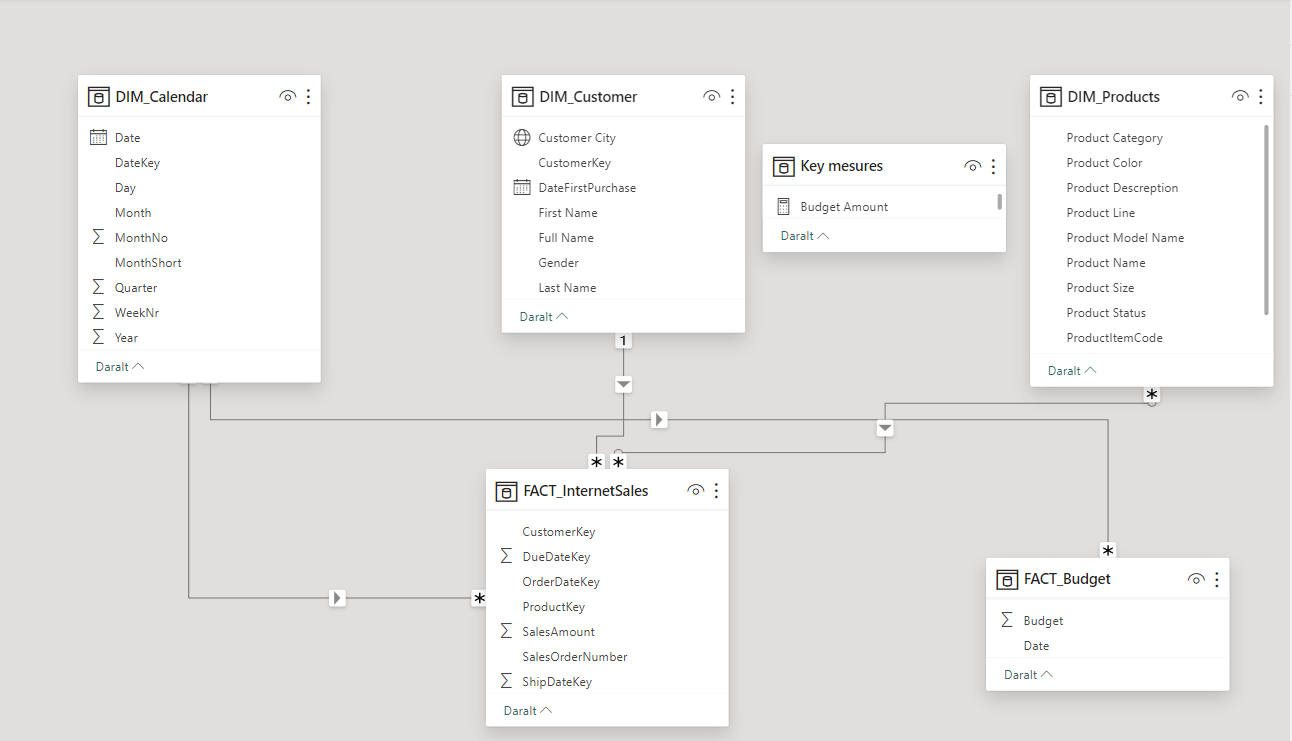 DIM_Calendar
Date
DateKey
Day
Month
MonthNo
MonthShort
Quarter
WeekNr
Year
Daralt
DIM_Customer
Customer City
CustomerKey
DateFirstPurchase
First Name
Full Name
Gender
Last Name
Daralt
Key mesures
Budget Amount
Daralt
DIM_Products
Product Category
Product Color
Product Descreption
Product Line
Product Model Name
Product Name
Product Size
Product Status
ProductItemCode
Daralt
1
*
* *
*
*
FACT_InternetSales
CustomerKey
DueDateKey
OrderDateKey
ProductKey
SalesAmount
SalesOrderNumber
ShipDateKey
Daralt
FACT_Budget
Budget
Date
Daralt